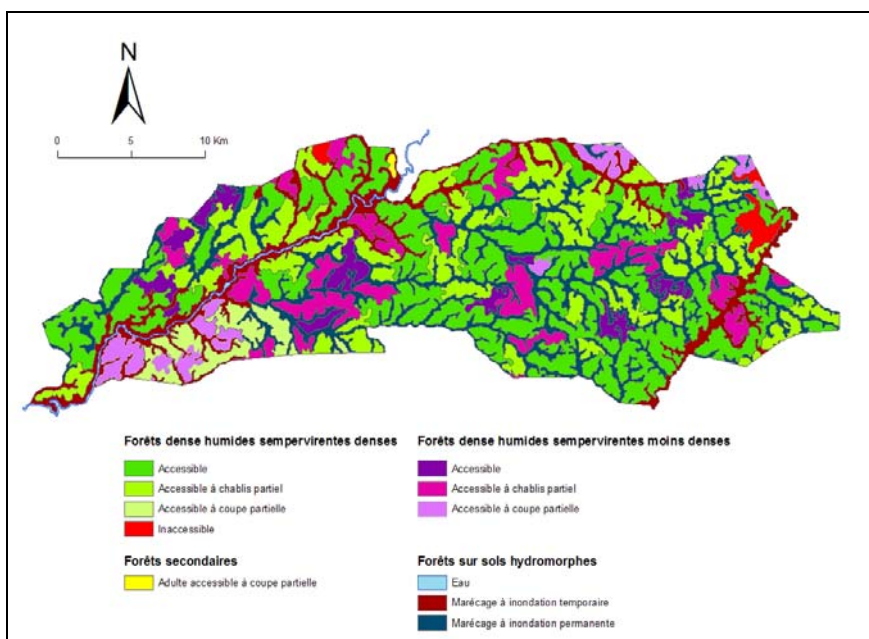 N
0 5 10 Km
Forêts dense humides sempervirentes denses
Accessible
Accessible à chablis partiel
Accessible à coupe partielle
Inaccessible
Forêts secondaires
Adulte accessible à coupe partielle
Forêts dense humides sempervirentes moins denses
Accessible
Accessible à chablis partiel
Accessible à coupe partielle
Forêts sur sols hydromorphes
Eau
Marécage à inondation temporaire
Marécage à inondation permanente